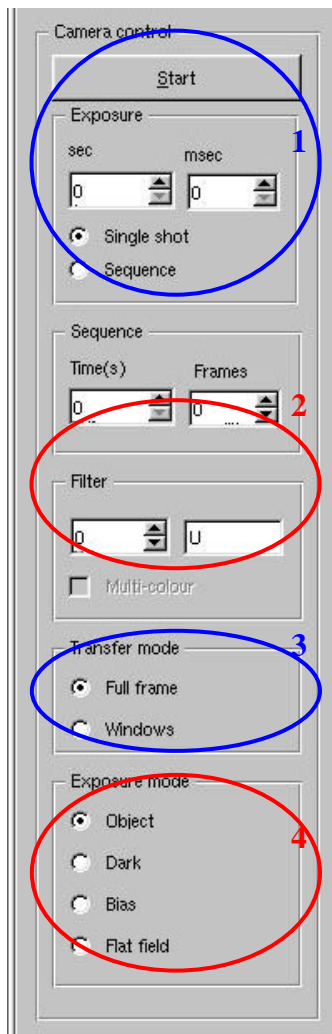 Camera control
Start
Exposure
1
sec msec
0 0
Single shot
Sequence
Sequence
Time(s) Frames
0 0 2
Filter
0 U
Multi-colour
Transfer mode 3
Full frame
Windows
Exposure mode
Object
4
Dark
Bias
Flat field